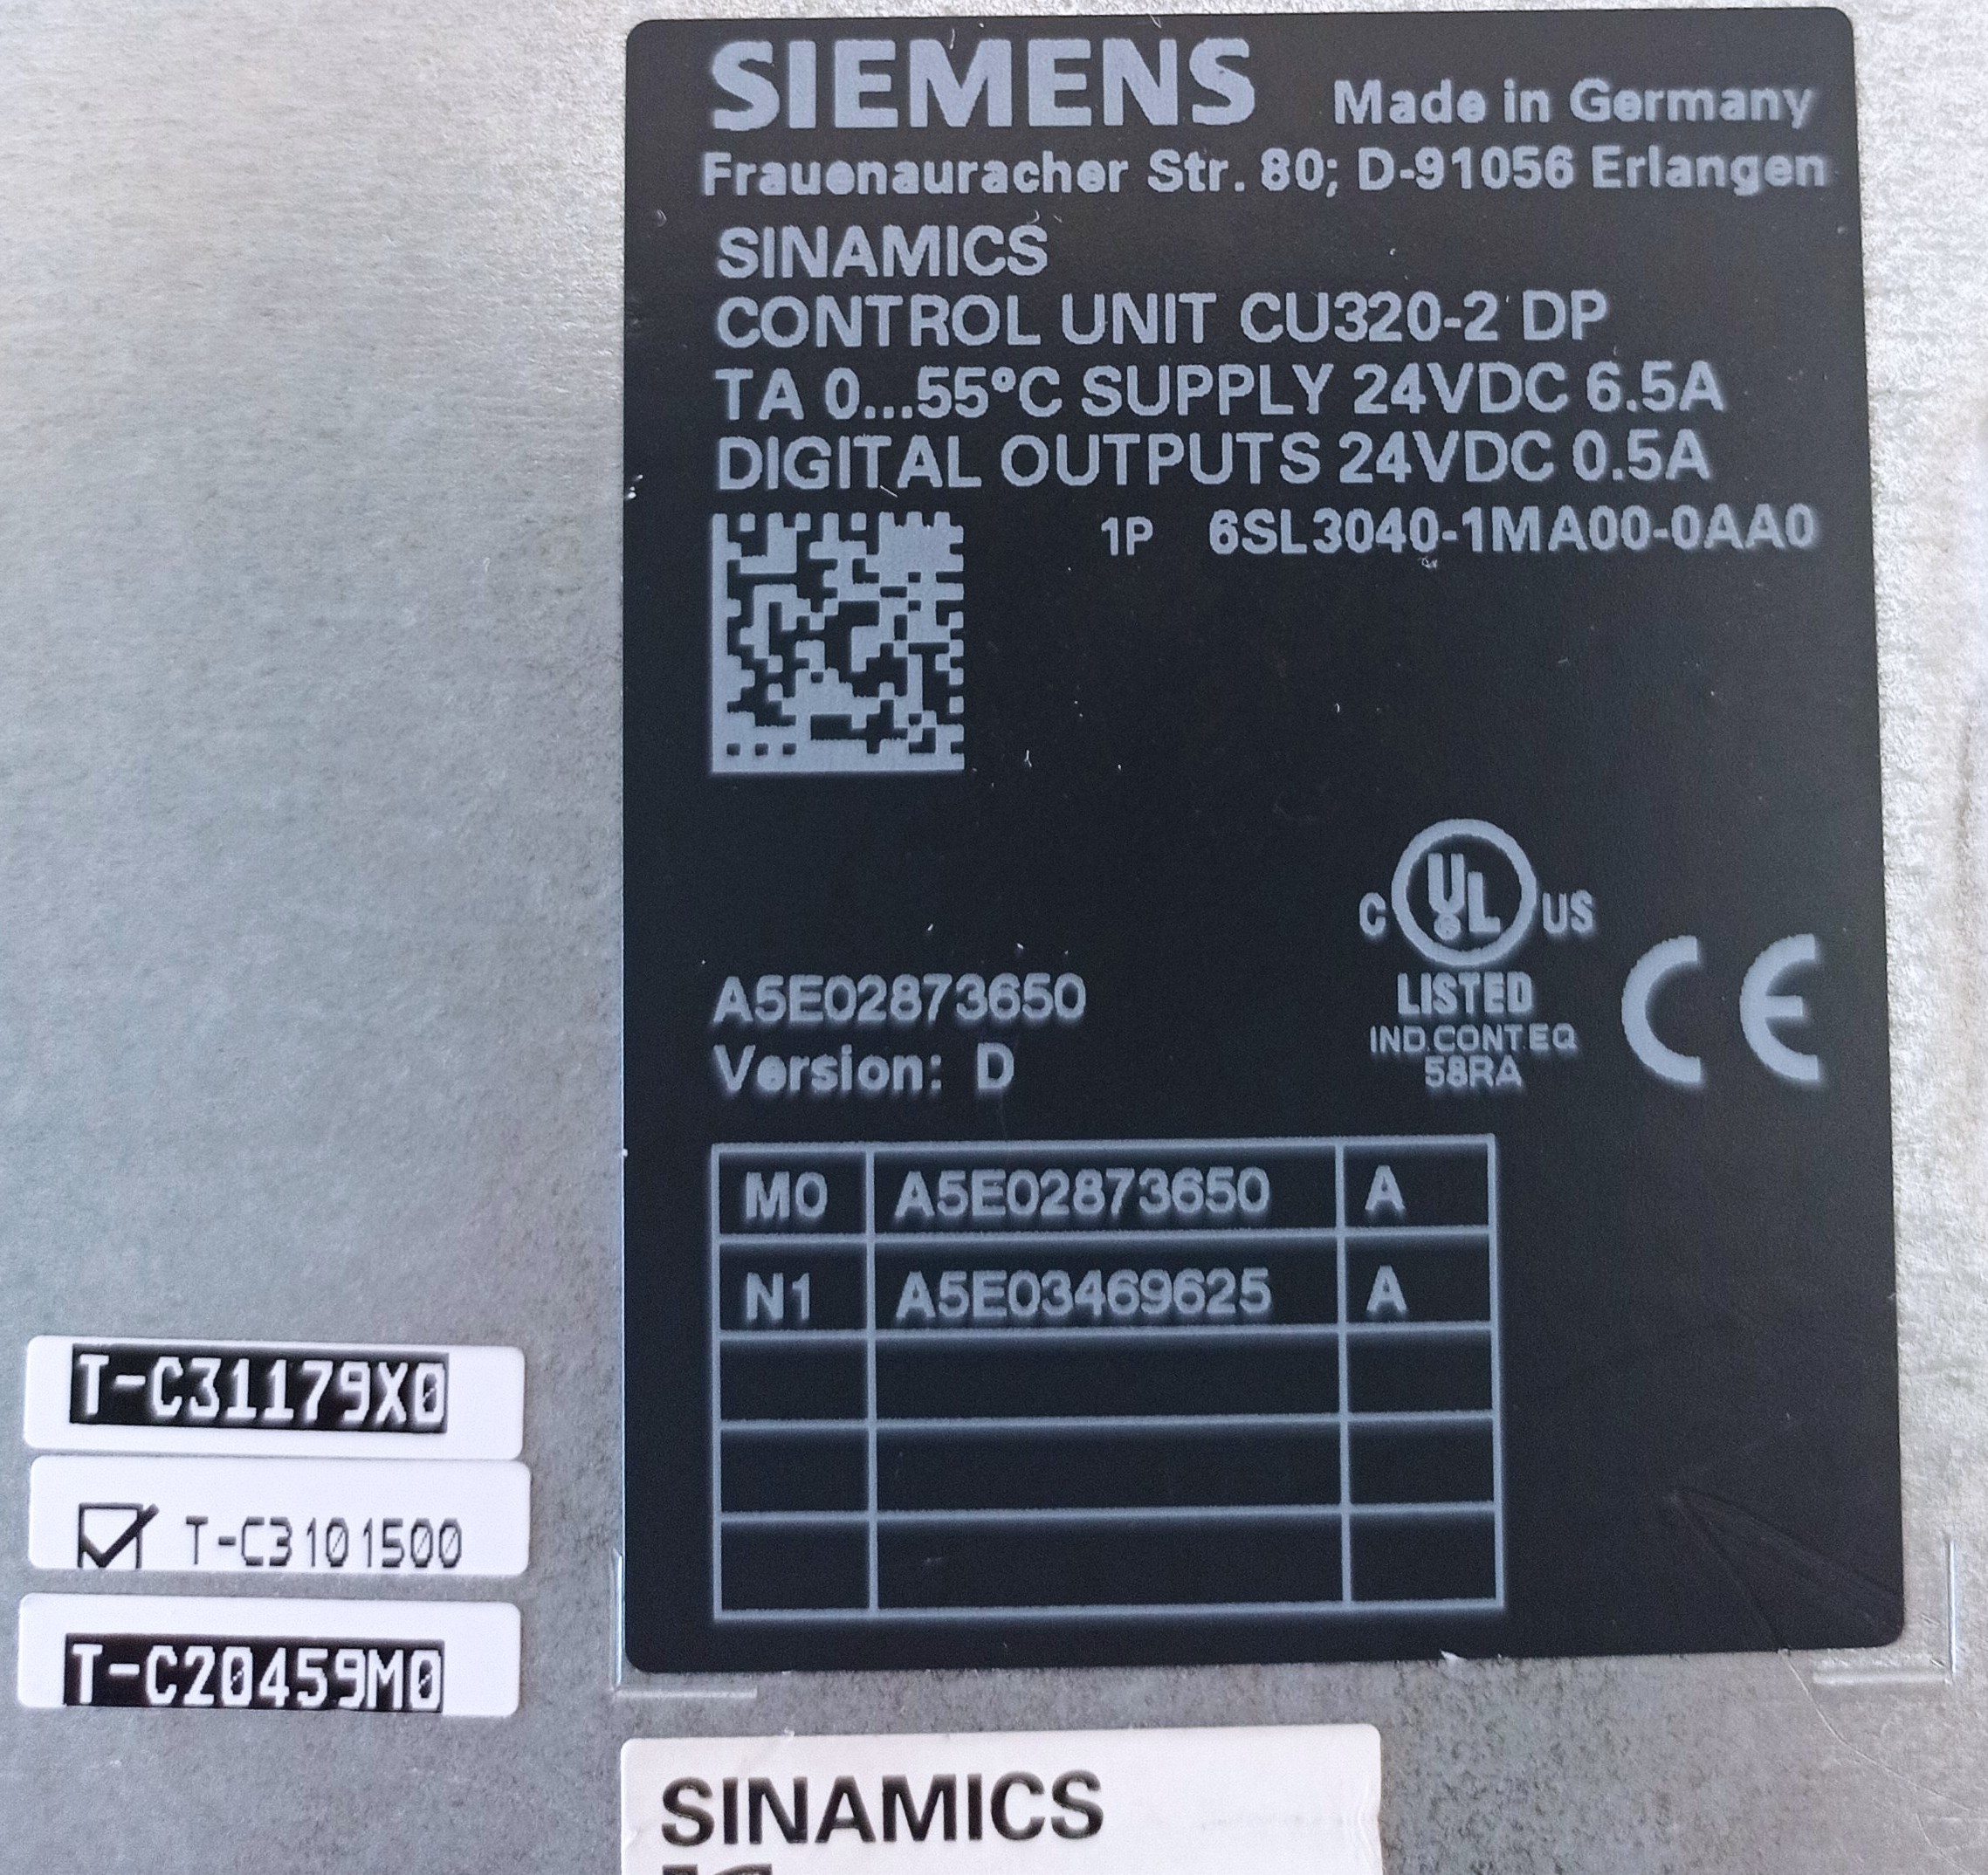 SIEMENS Made in Germany
Frauenauracher Str. 80; D-91056 Erlangen
SINAMICS
CONTROL UNIT CU320-2 DP
TA 0...55°C SUPPLY 24VDC 6.5A
DIGITAL OUTPUTS 24VDC 0.5A
1P 6SL3040-1MA00-0AA0
C UL US
LISTED
IND.CONT.EQ
58RA
CE
A5E02873650
Version: D
M0 A5E02873650 A
N1 A5E03469625 A
T-C31179X0
T-C3101500
T-C20459M0
SINAMICS